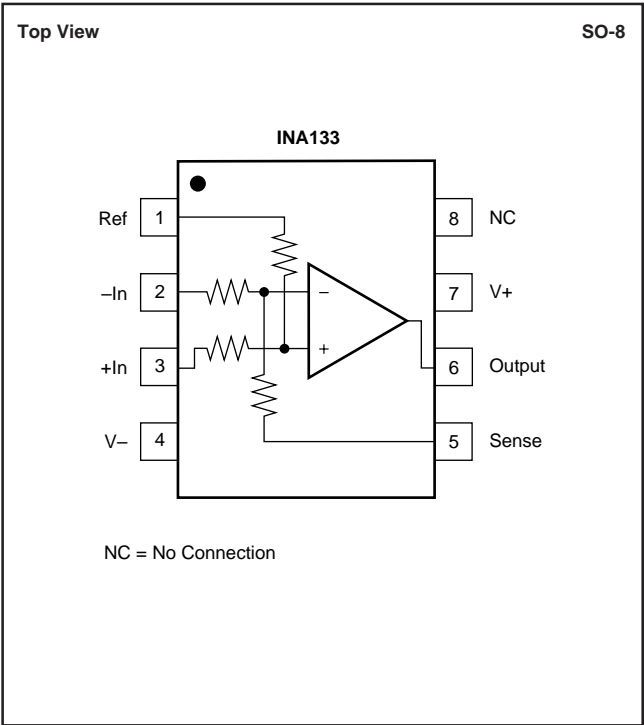 Top View SO-8
INA133
Ref 1 8 NC
–In 2 – 7 V+
+In 3 + 6 Output
V– 4 5 Sense
NC = No Connection